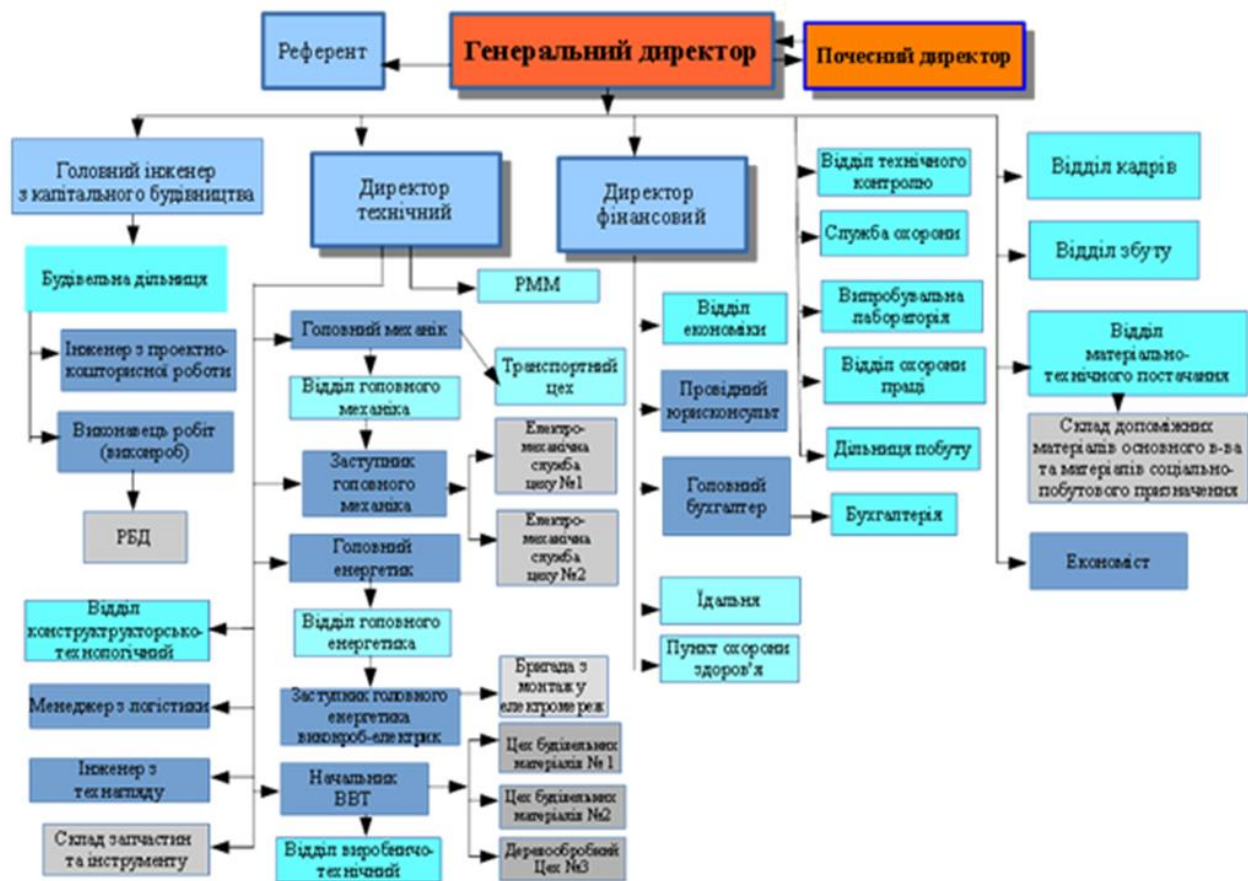 Референт
Генеральний директор
Почесний директор
Головний інженер
з капітального будівництва
Директор
технічний
Директор
фінансовий
Відділ технічного
контролю
Відділ кадрів
Служба охорони
Відділ збуту
Будівельна дільниця
РММ
Відділ
економіки
Випробувальна
лабораторія
Головний механік
Відділ
матеріально-
технічного постачання
Інженер з проектно-
кошторисної роботи
Транспортний
цех
Відділ охорони
праці
Відділ головного
механіка
Провідний
юрисконсульт
Виконавець робіт
(виконроб)
Електро-
механічна
служба
цеху №1
Склад допоміжних
матеріалів основного в-ва
та матеріалів соціально-
побутового призначення
Дільниця побуту
Заступник
головного
механіка
Головний
бухгалтер
Бухгалтерія
РБД
Електро-
механічна
служба
цеху №2
Головний
енергетик
Економіст
Відділ
конструктрукторсько-
технологічний
Відділ головного
енергетика
Їдальня
Пункт охорони
здоров'я
Бригада з
монтажу
електромереж
Менеджер з логістики
Заступник головного
енергетика
виконроб-електрик
Цех будівельних
матеріалів № 1
Інженер з
технагляду
Начальник
ВВТ
Цех будівельних
матеріалів №2
Склад запчастин
та інструменту
Відділ виробничо-
технічний
Деревообробний
Цех №3